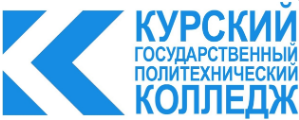 КУРСКИЙ
ГОСУДАРСТВЕННЫЙ
ПОЛИТЕХНИЧЕСКИЙ
КОЛЛЕДЖ